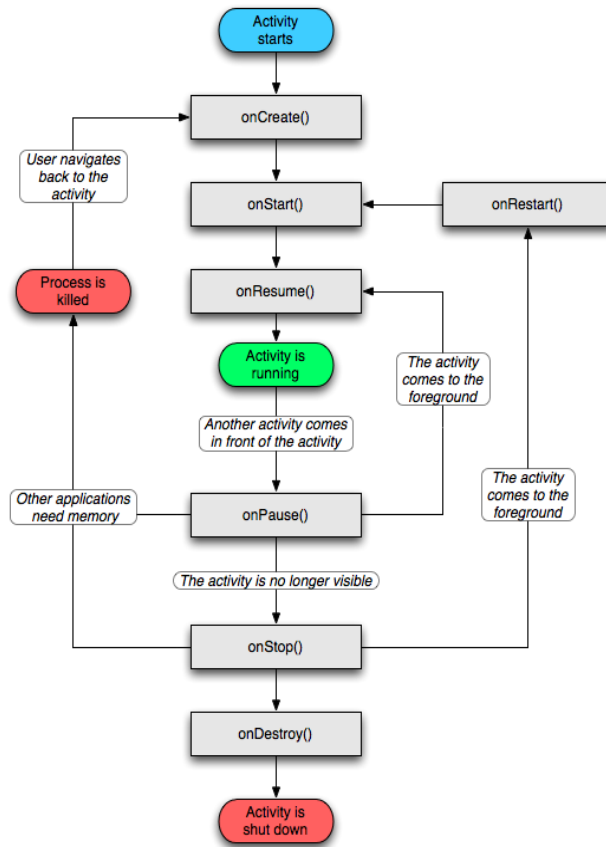 Activity
starts
onCreate()
User navigates
back to the
activity
onStart()
onRestart()
Process is
killed
onResume()
Activity is
running
The activity
comes to the
foreground
Another activity comes
in front of the activity
Other applications
need memory
onPause()
The activity
comes to the
foreground
The activity is no longer visible
onStop()
onDestroy()
Activity is
shut down